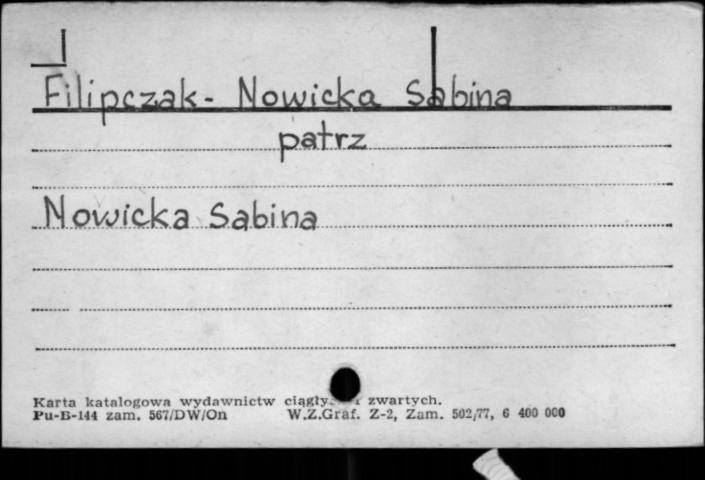 Filipczak - Nowicka Sabina
patrz
Nowicka Sabina
Karta katalogowa wydawnictw zwartych.
Pu-B-144 zam. 567/DW/On W.Z.Graf. Z-2, Zam. 502/77, 6 400 000